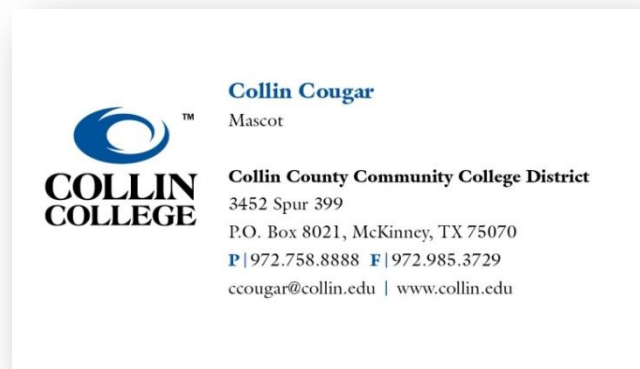 Collin Cougar
Mascot
™
COLLIN
COLLEGE
Collin County Community College District
3452 Spur 399
P.O. Box 8021, McKinney, TX 75070
P|972.758.8888 F|972.985.3729
ccougar@collin.edu | www.collin.edu